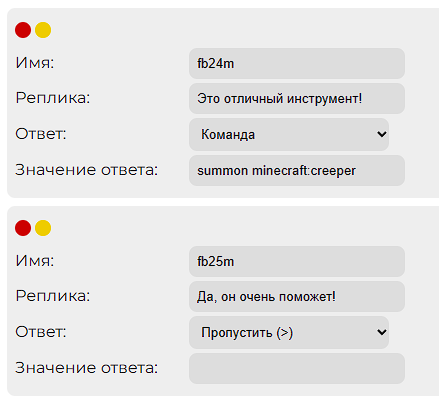 Имя: fb24m
Реплика: Это отличный инструмент!
Ответ: Команда
Значение ответа: summon minecraft:creeper
Имя: fb25m
Реплика: Да, он очень поможет!
Ответ: Пропустить (>)
Значение ответа: